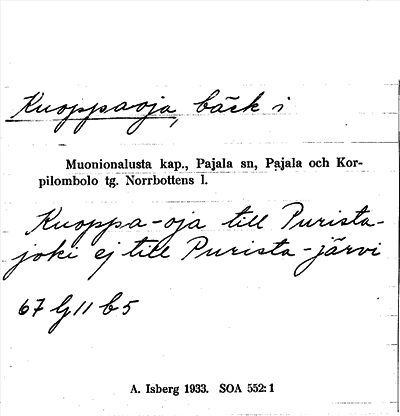 Kuoppaoja, bäck i
Muonionalusta kap., Pajala sn, Pajala och Kor-
pilombolo tg. Norrbottens l.
Kuoppa-oja till Purista-
joki ej till Purista-järvi
67 G 11 b 5
A. Isberg 1933. SOA 552: 1